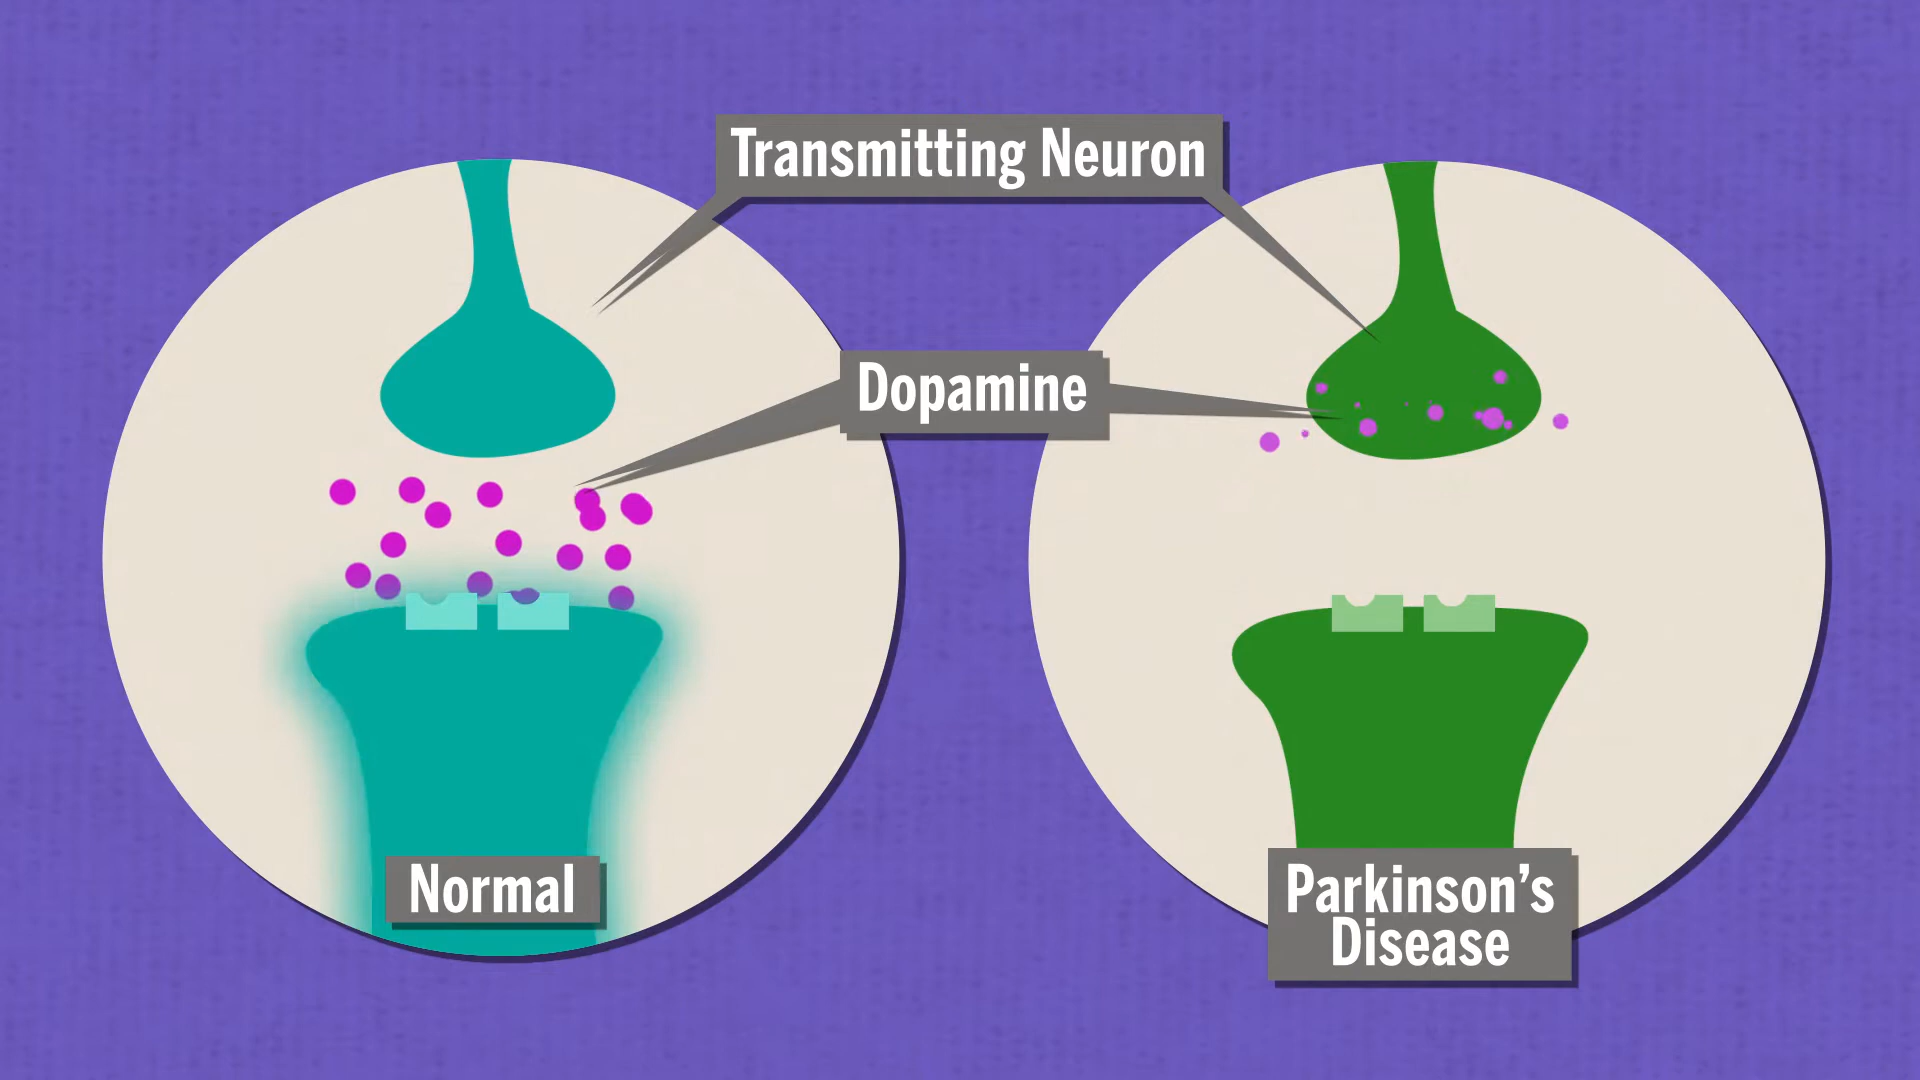 Transmitting Neuron
Dopamine
Normal
Parkinson’s
Disease